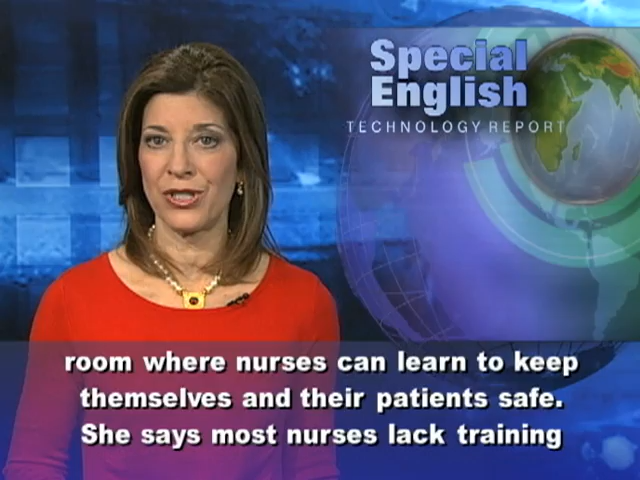 Special
English
TECHNOLOGY REPORT
room where nurses can learn to keep
themselves and their patients safe.
She says most nurses lack training